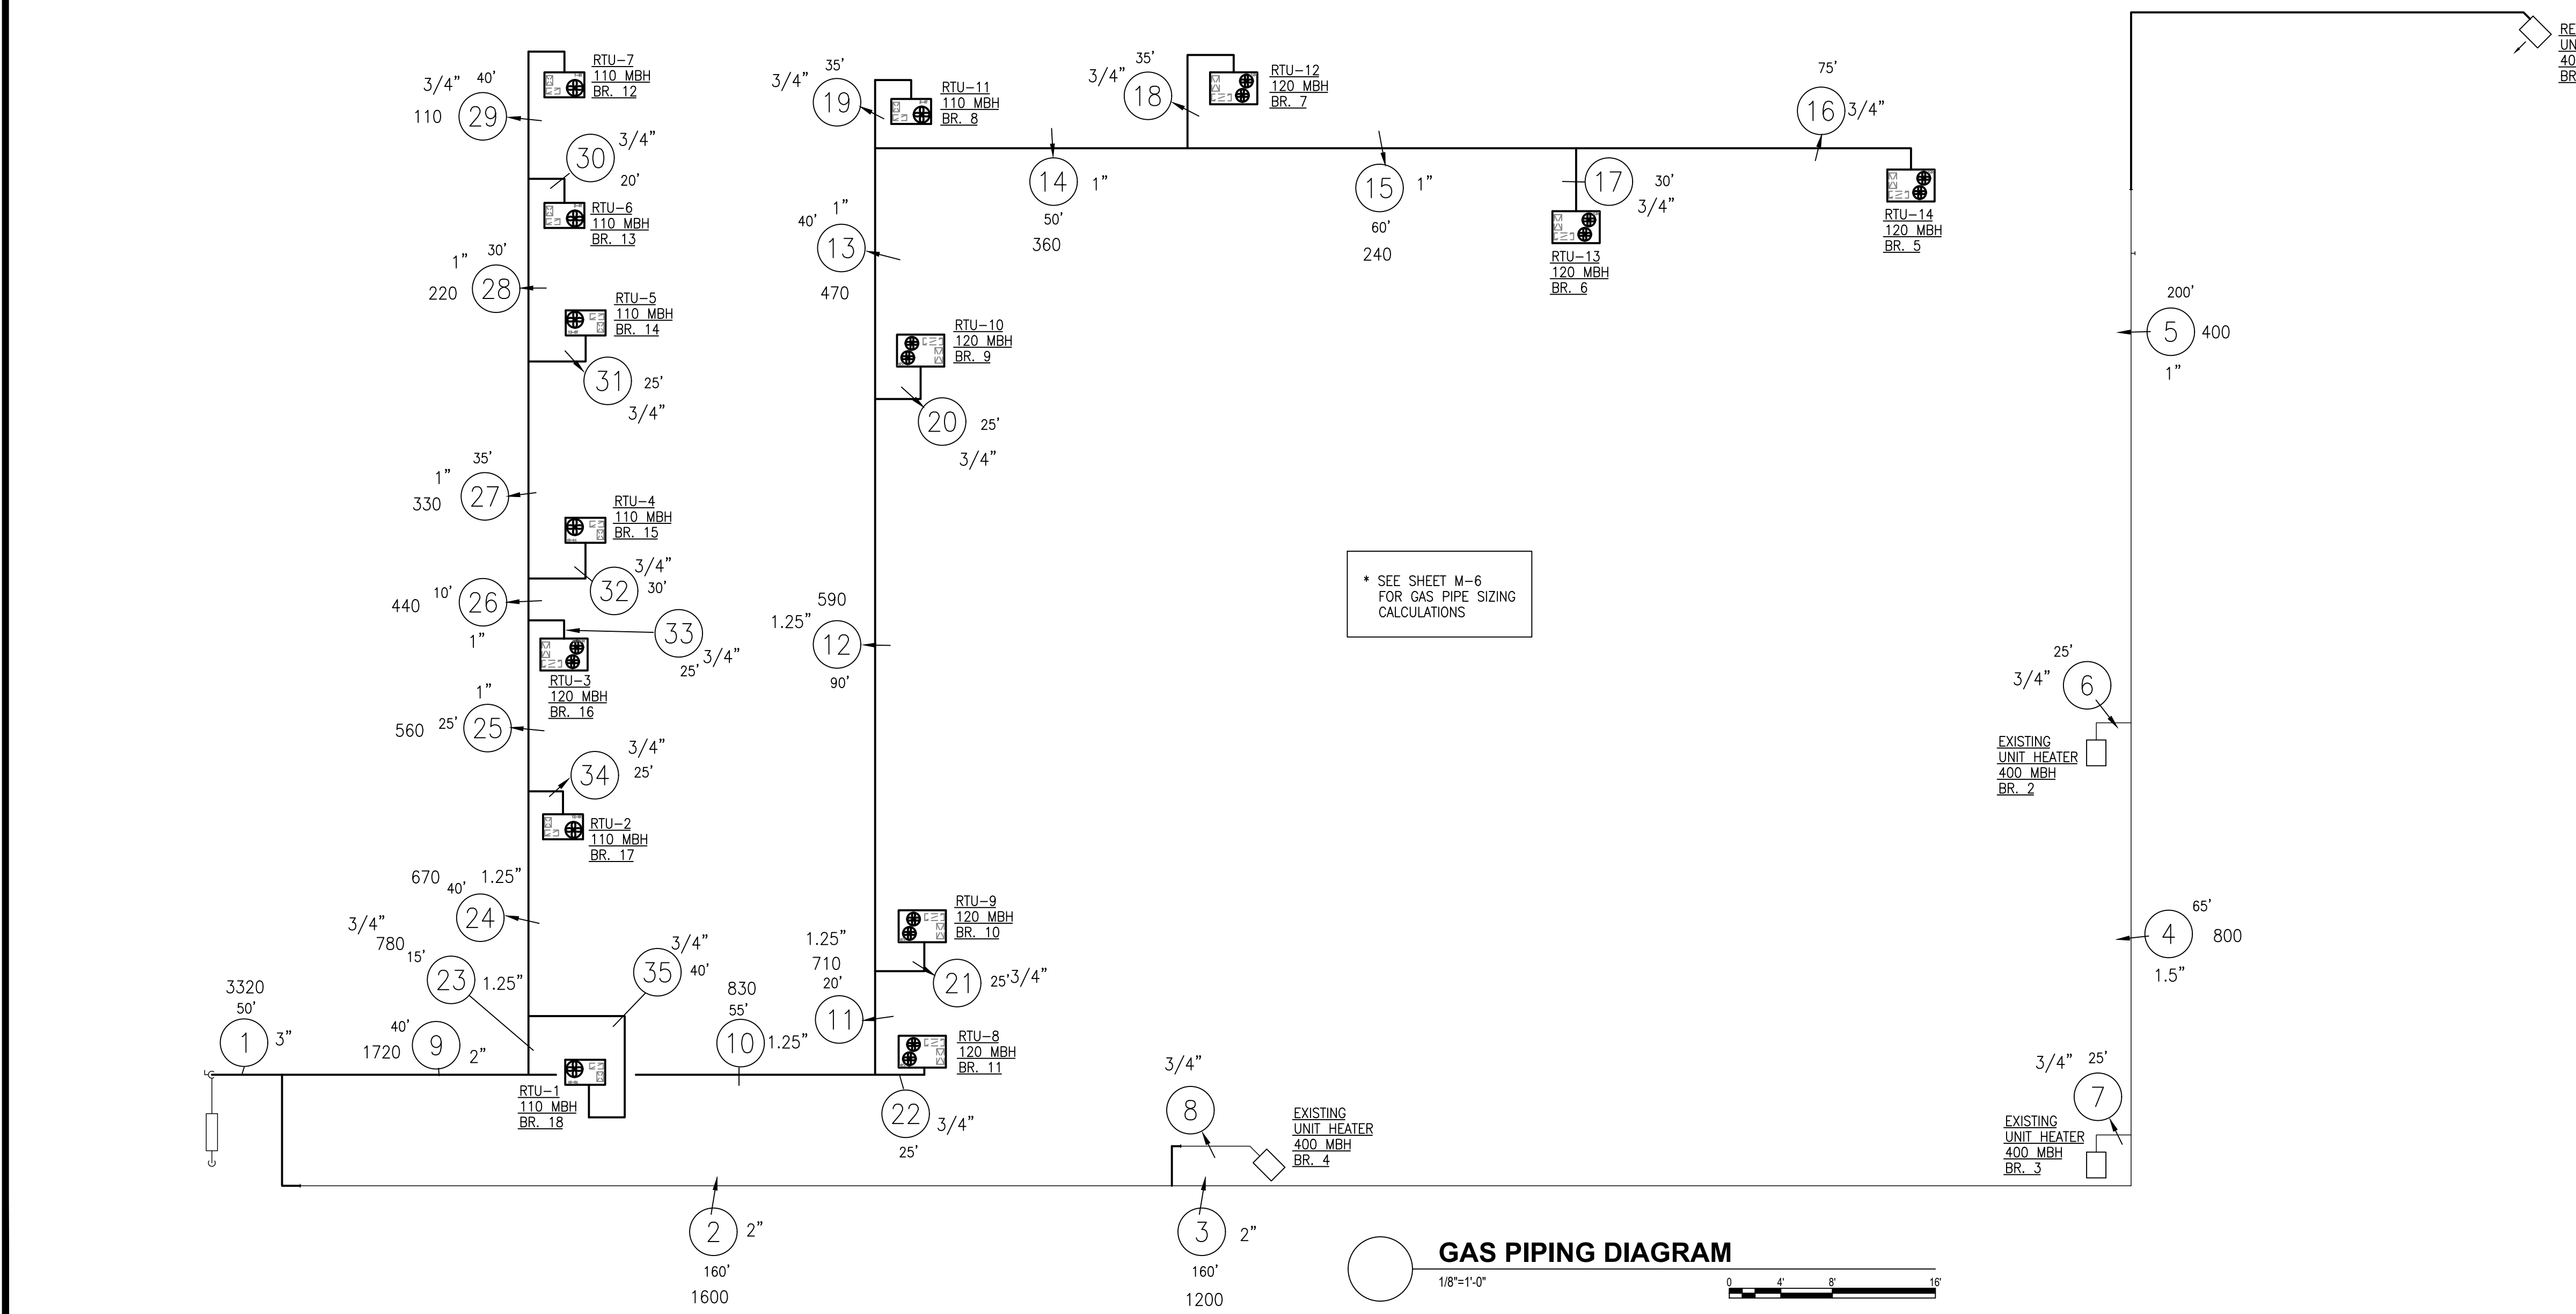 RTU-7
110 MBH
BR. 12
3/4" 40'
110 29
30 3/4"
20'
RTU-6
110 MBH
BR. 13
1" 30'
220 28
RTU-5
110 MBH
BR. 14
31 25'
3/4"
35'
1"
330 27
RTU-4
110 MBH
BR. 15
3/4"
32 30'
440 10' 26
1"
33
25' 3/4"
RTU-3
120 MBH
BR. 16
1"
560 25' 25
3/4"
34 25'
RTU-2
110 MBH
BR. 17
670 1.25"
40'
24
3/4"
780
15'
23 1.25"
3/4"
35 40'
3320
50'
1 3"
40'
1720 9 2"
RTU-1
110 MBH
BR. 18
830
55'
10 1.25"
35'
3/4" 19
RTU-11
110 MBH
BR. 8
35'
3/4" 18
RTU-12
120 MBH
BR. 7
75'
16 3/4"
14 1"
50'
360
15 1"
60'
240
17 30'
3/4"
RTU-13
120 MBH
BR. 6
RTU-14
120 MBH
BR. 5
1"
40'
13
470
RTU-10
120 MBH
BR. 9
20 25'
3/4"
590
1.25"
12
90'
RTU-9
120 MBH
BR. 10
1.25"
710
20'
11
21 25' 3/4"
RTU-8
120 MBH
BR. 11
22 3/4"
25'
* SEE SHEET M-6
FOR GAS PIPE SIZING
CALCULATIONS
RE
UN
40
BR
200'
5 400
1"
25'
3/4" 6
EXISTING
UNIT HEATER
400 MBH
BR. 2
65'
4 800
1.5"
3/4" 25'
7
EXISTING
UNIT HEATER
400 MBH
BR. 3
3/4"
8
EXISTING
UNIT HEATER
400 MBH
BR. 4
2 2"
160'
1600
3 2"
160'
1200
GAS PIPING DIAGRAM
1/8"=1'-0"
0 4' 8' 16'